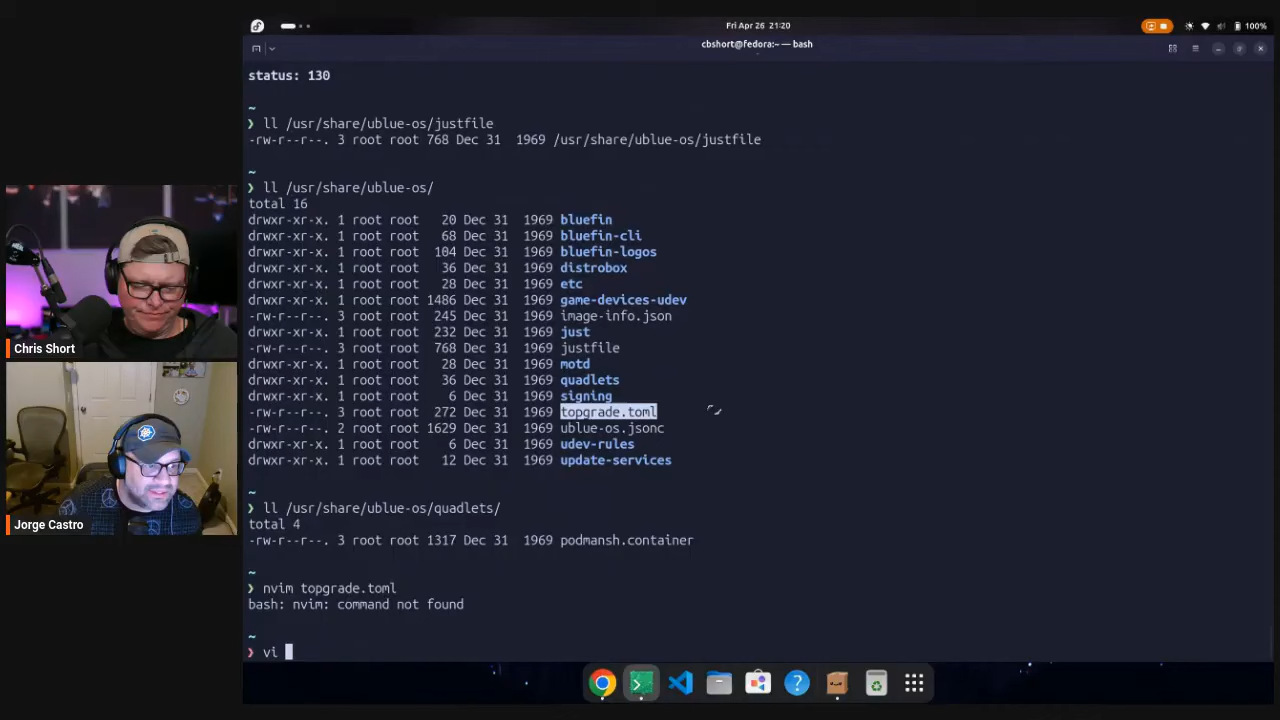 Fri Apr 26 21:20
100%
cbshort@fedora:~ — bash
status: 130
~
❯ ll /usr/share/ublue-os/justfile
-rw-r--r--. 3 root root 768 Dec 31  1969 /usr/share/ublue-os/justfile
~
❯ ll /usr/share/ublue-os/
total 16
drwxr-xr-x. 1 root root   20 Dec 31  1969 bluefin
drwxr-xr-x. 1 root root   68 Dec 31  1969 bluefin-cli
drwxr-xr-x. 1 root root  104 Dec 31  1969 bluefin-logos
drwxr-xr-x. 1 root root   36 Dec 31  1969 distrobox
drwxr-xr-x. 1 root root   28 Dec 31  1969 etc
drwxr-xr-x. 1 root root 1486 Dec 31  1969 game-devices-udev
-rw-r--r--. 3 root root  245 Dec 31  1969 image-info.json
drwxr-xr-x. 1 root root  232 Dec 31  1969 just
-rw-r--r--. 3 root root  768 Dec 31  1969 justfile
drwxr-xr-x. 1 root root   28 Dec 31  1969 motd
drwxr-xr-x. 1 root root   36 Dec 31  1969 quadlets
drwxr-xr-x. 1 root root    6 Dec 31  1969 signing
-rw-r--r--. 3 root root  272 Dec 31  1969 topgrade.toml
-rw-r--r--. 2 root root 1629 Dec 31  1969 ublue-os.jsonc
drwxr-xr-x. 1 root root    6 Dec 31  1969 udev-rules
drwxr-xr-x. 1 root root   12 Dec 31  1969 update-services
~
❯ ll /usr/share/ublue-os/quadlets/
total 4
-rw-r--r--. 3 root root 1317 Dec 31  1969 podmansh.container
~
❯ nvim topgrade.toml
bash: nvim: command not found
~
❯ vi
Chris Short
Jorge Castro